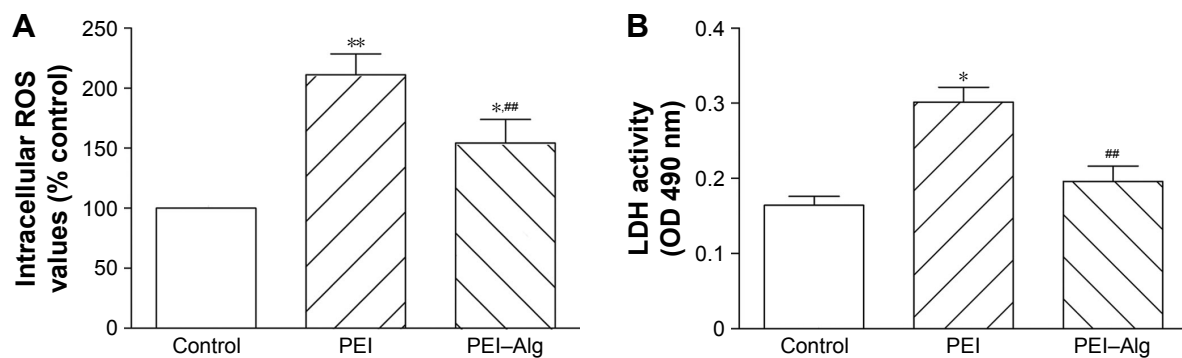 A
Intracellular ROS
values (% control)
250
200
150
100
50
0
**
*,##
Control
PEI
PEI–Alg
B
LDH activity
(OD 490 nm)
0.4
0.3
0.2
0.1
0
*
##
Control
PEI
PEI–Alg